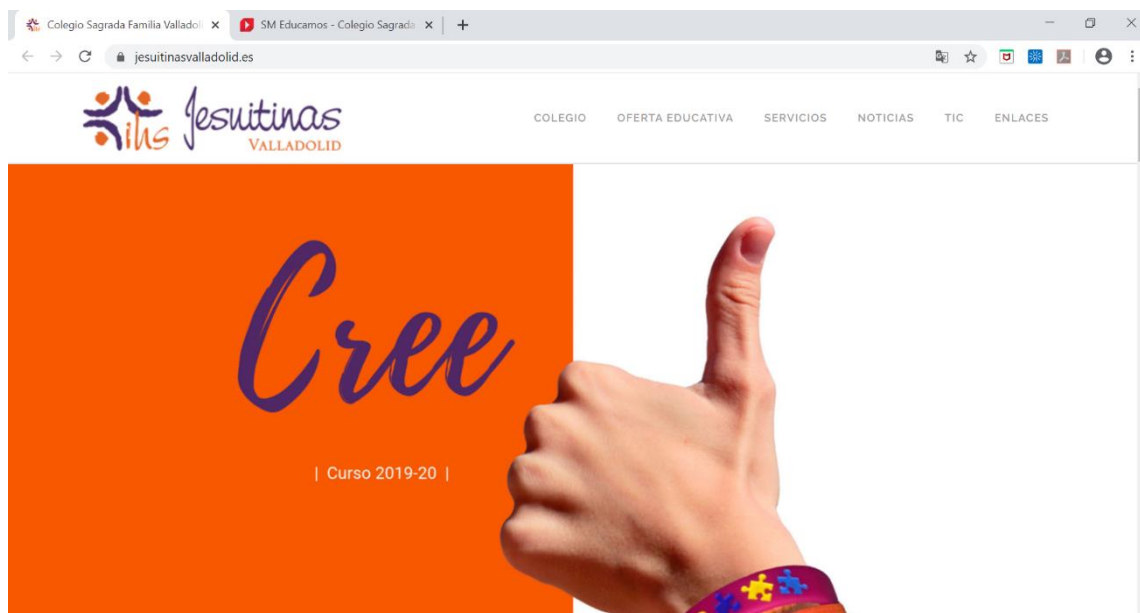 Colegio Sagrada Familia Vallado
SM Educamos - Colegio Sagrada
jesuitinasvalladolid.es
ihs Jesuitinas
VALLADOLID
COLEGIO OFERTA EDUCATIVA SERVICIOS NOTICIAS TIC ENLACES
Cree
| Curso 2019-20 |